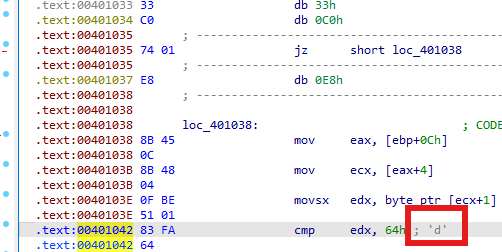 .text:00401033 33 db 33h
.text:00401034 C0 db 0C0h
.text:00401035 ; ---------------------------------------
.text:00401035 74 01 jz short loc_401038
.text:00401035 ; ---------------------------------------
.text:00401037 E8 db 0E8h
.text:00401038 ; ---------------------------------------
.text:00401038
.text:00401038 loc_401038: ; CODE
.text:00401038 8B 45 mov eax, [ebp+0Ch]
.text:00401038 0C
.text:0040103B 8B 48 mov ecx, [eax+4]
.text:0040103B 04
.text:0040103E 0F BE movsx edx, byte ptr [ecx+1]
.text:0040103E 51 01
.text:00401042 83 FA cmp edx, 64h ; 'd'
.text:00401042 64